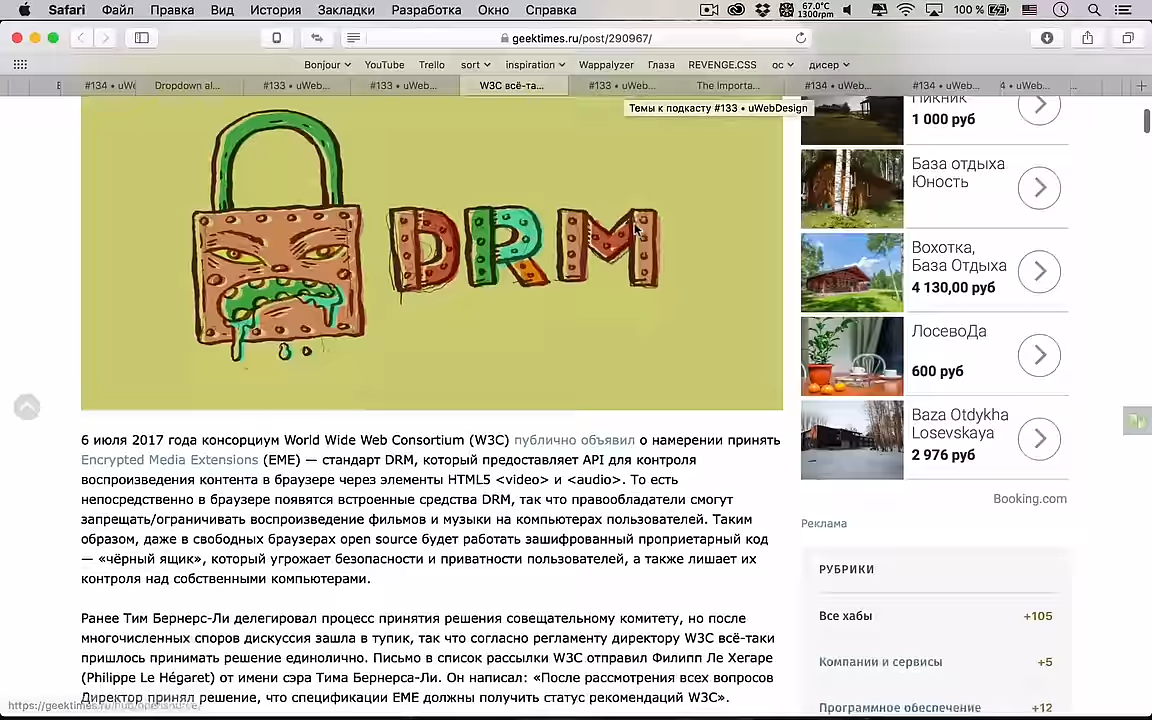 Safari Файл Правка Вид История Закладки Разработка Окно Справка
67.0°C
1300rpm
100 %
geektimes.ru/post/290967/
Bonjour YouTube Trello sort inspiration Wappalyzer Глаза REVENGE.CSS ос дисер
#134 • uWe Dropdown al... #133 • uWeb... #133 • uWeb... W3C всё-та... #133 • uWeb... The Importa... #134 • uWeb... #134 • uWeb... 4 • uWeb...
Темы к подкасту #133 • uWebDesign
DRM
Пикник
1 000 руб
База отдыха
Юность
Вохотка,
База Отдыха
4 130,00 руб
ЛосевоДа
600 руб
Baza Otdykha
Losevskaya
2 976 руб
Booking.com
Реклама
РУБРИКИ
Все хабы +105
Компании и сервисы +5
Программное обеспечение +12
6 июля 2017 года консорциум World Wide Web Consortium (W3C) публично объявил о намерении принять
Encrypted Media Extensions (EME) — стандарт DRM, который предоставляет API для контроля
воспроизведения контента в браузере через элементы HTML5 <video> и <audio>. То есть
непосредственно в браузере появятся встроенные средства DRM, так что правообладатели смогут
запрещать/ограничивать воспроизведение фильмов и музыки на компьютерах пользователей. Таким
образом, даже в свободных браузерах open source будет работать зашифрованный проприетарный код
— «чёрный ящик», который угрожает безопасности и приватности пользователей, а также лишает их
контроля над собственными компьютерами.
Ранее Тим Бернерс-Ли делегировал процесс принятия решения совещательному комитету, но после
многочисленных споров дискуссия зашла в тупик, так что согласно регламенту директору W3C всё-таки
пришлось принимать решение единолично. Письмо в список рассылки W3C отправил Филипп Ле Хегаре
(Philippe Le Hégaret) от имени сэра Тима Бернерса-Ли. Он написал: «После рассмотрения всех вопросов
Директор принял решение, что спецификации EME должны получить статус рекомендаций W3C».